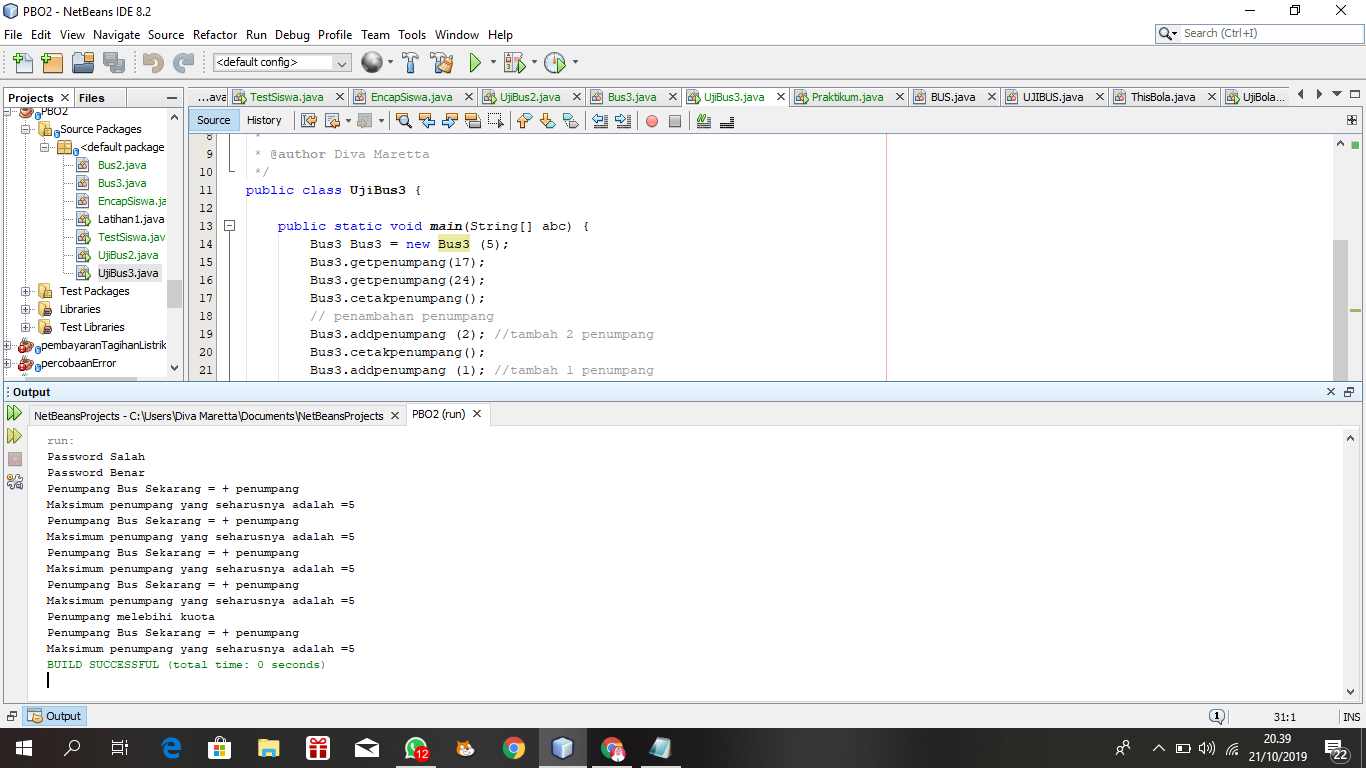 PBO2 - NetBeans IDE 8.2
File Edit View Navigate Source Refactor Run Debug Profile Team Tools Window Help
Search (Ctrl+I)
<default config>
Projects Files
...ava TestSiswa.java EncapSiswa.java UjiBus2.java Bus3.java UjiBus3.java Praktikum.java BUS.java UJIBUS.java ThisBola.java UjiBola...
Source History
PBO2
Source Packages
<default package
Bus2.java
Bus3.java
EncapSiswa.ja
Latihan1.java
TestSiswa.jav
UjiBus2.java
UjiBus3.java
Test Packages
Libraries
Test Libraries
pembayaranTagihanListrik
percobaanError
8 *
9 * @author Diva Maretta
10 */
11 public class UjiBus3 {
12
13 public static void main(String[] abc) {
14 Bus3 Bus3 = new Bus3 (5);
15 Bus3.getpenumpang(17);
16 Bus3.getpenumpang(24);
17 Bus3.cetakpenumpang();
18 // penambahan penumpang
19 Bus3.addpenumpang (2); //tambah 2 penumpang
20 Bus3.cetakpenumpang();
21 Bus3.addpenumpang (1); //tambah 1 penumpang
Output
NetBeansProjects - C:\Users\Diva Maretta\Documents\NetBeansProjects PBO2 (run)
run:
Password Salah
Password Benar
Penumpang Bus Sekarang = + penumpang
Maksimum penumpang yang seharusnya adalah =5
Penumpang Bus Sekarang = + penumpang
Maksimum penumpang yang seharusnya adalah =5
Penumpang Bus Sekarang = + penumpang
Maksimum penumpang yang seharusnya adalah =5
Penumpang Bus Sekarang = + penumpang
Maksimum penumpang yang seharusnya adalah =5
Penumpang melebihi kuota
Penumpang Bus Sekarang = + penumpang
Maksimum penumpang yang seharusnya adalah =5
BUILD SUCCESSFUL (total time: 0 seconds)
Output
1
31:1
INS
12
20.39
21/10/2019
22